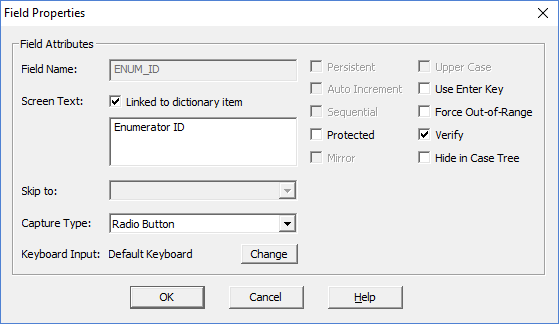 Field Properties
Field Attributes
Field Name: ENUM_ID
Screen Text: Linked to dictionary item
Enumerator ID
Skip to:
Capture Type: Radio Button
Keyboard Input: Default Keyboard Change
Persistent Upper Case
Auto Increment Use Enter Key
Sequential Force Out-of-Range
Protected Verify
Mirror Hide in Case Tree
OK Cancel Help